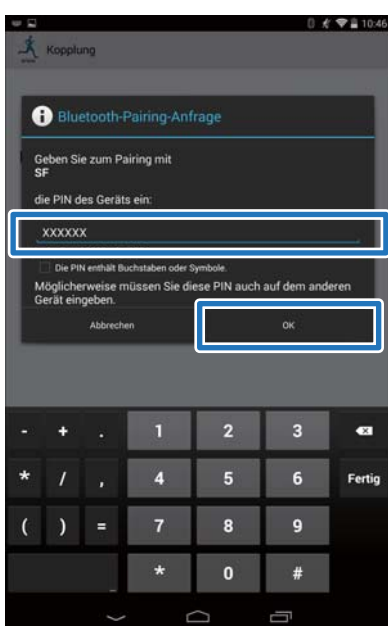 10:46
Kopplung
Bluetooth-Pairing-Anfrage
Geben Sie zum Pairing mit
SF
die PIN des Geräts ein:
XXXXXX
Die PIN enthält Buchstaben oder Symbole.
Möglicherweise müssen Sie diese PIN auch auf dem anderen
Gerät eingeben.
Abbrechen OK
- + . 1 2 3
* / , 4 5 6 Fertig
( ) = 7 8 9
_ * 0 #